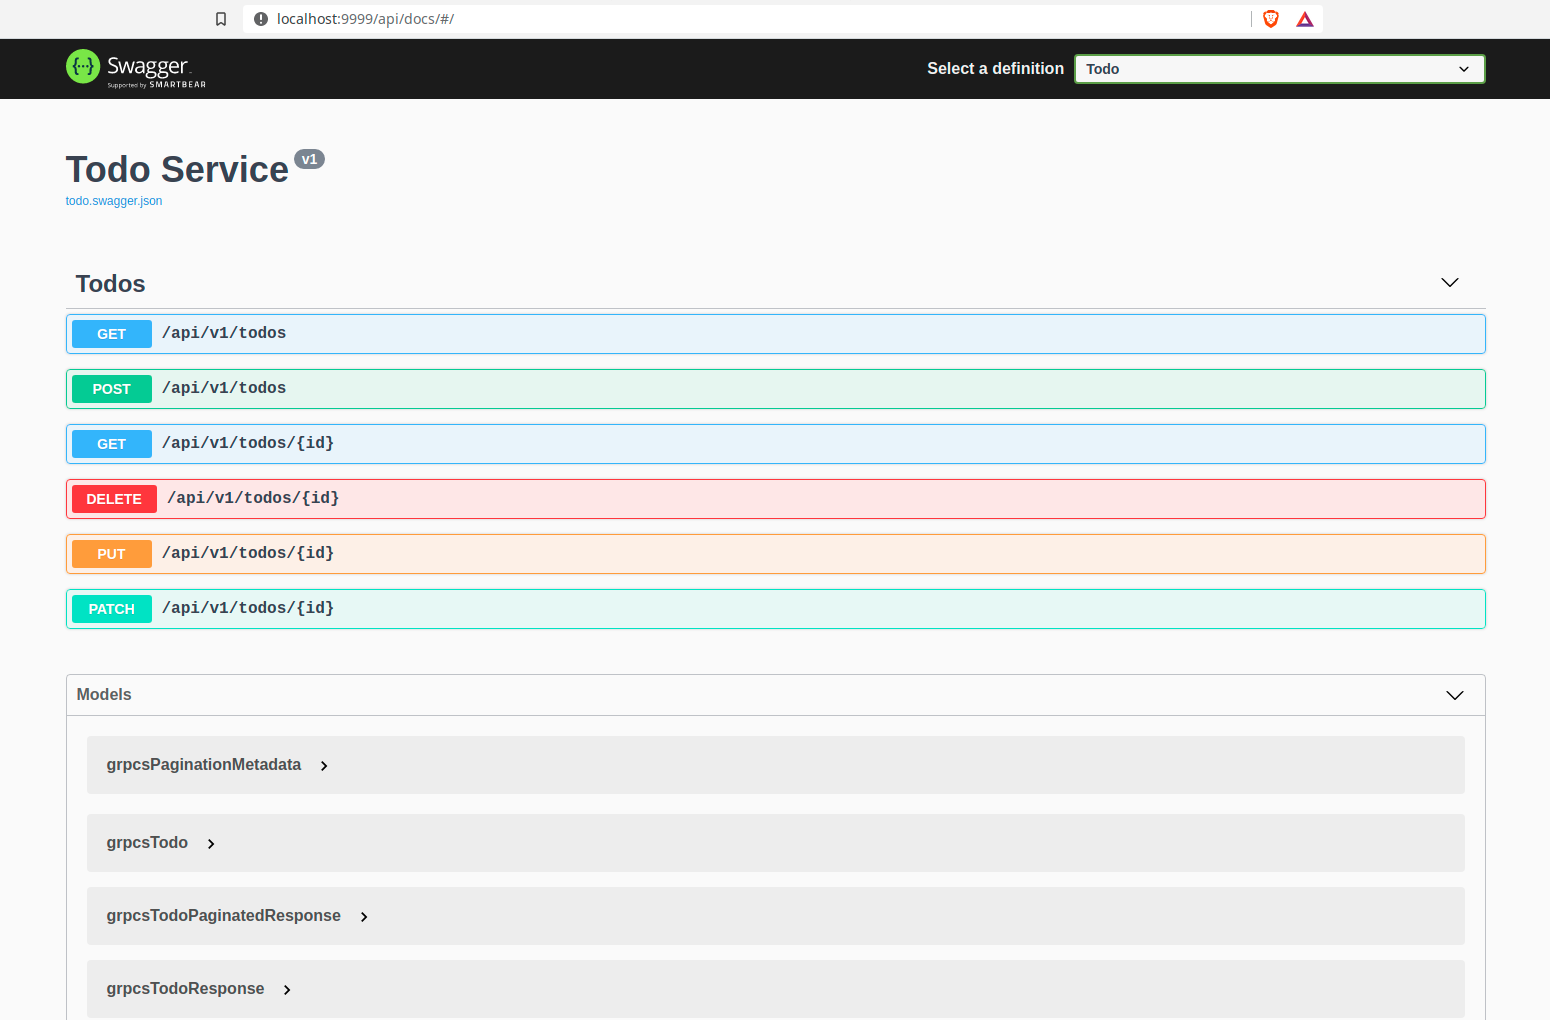 localhost:9999/api/docs/#/
Swagger
Supported by SMARTBEAR
Select a definition
Todo
Todo Service v1
todo.swagger.json
Todos
GET /api/v1/todos
POST /api/v1/todos
GET /api/v1/todos/{id}
DELETE /api/v1/todos/{id}
PUT /api/v1/todos/{id}
PATCH /api/v1/todos/{id}
Models
grpcsPaginationMetadata
grpcsTodo
grpcsTodoPaginatedResponse
grpcsTodoResponse